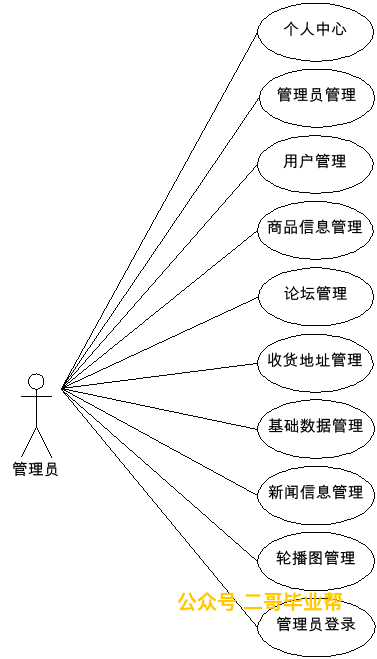 个人中心
管理员管理
用户管理
商品信息管理
论坛管理
收货地址管理
基础数据管理
管理员
新闻信息管理
轮播图管理
公众号 二哥毕业帮
管理员登录